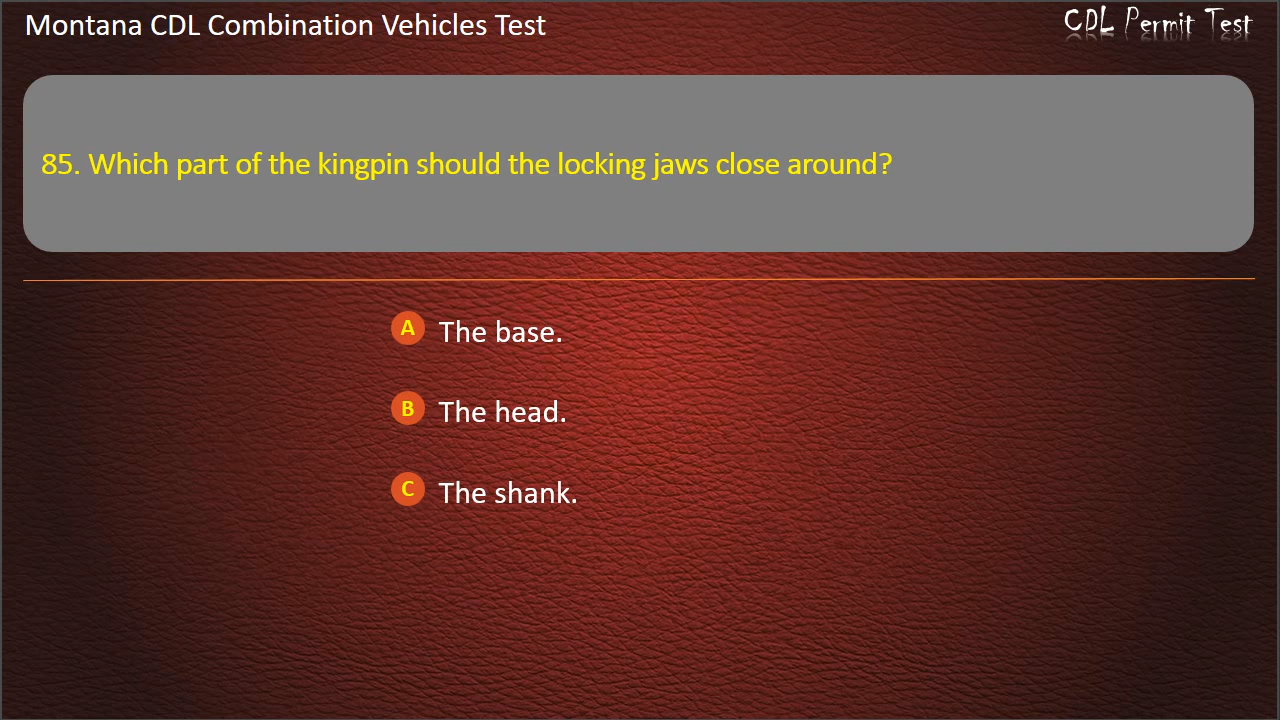 Montana CDL Combination Vehicles Test
CDL Permit Test
85. Which part of the kingpin should the locking jaws close around?
A The base.
B The head.
C The shank.